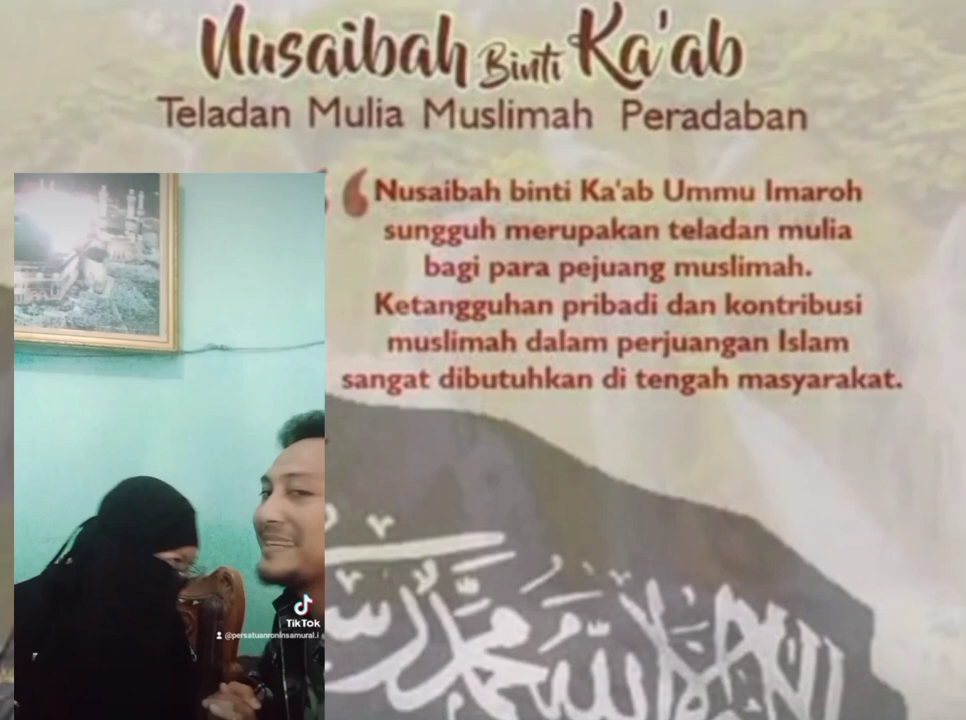 Nusaibah Binti Ka'ab
Teladan Mulia Muslimah Peradaban
Nusaibah binti Ka'ab Ummu Imaroh
sungguh merupakan teladan mulia
bagi para pejuang muslimah.
Ketangguhan pribadi dan kontribusi
muslimah dalam perjuangan Islam
sangat dibutuhkan di tengah masyarakat.
TikTok
@persatuanroninsamurai.i